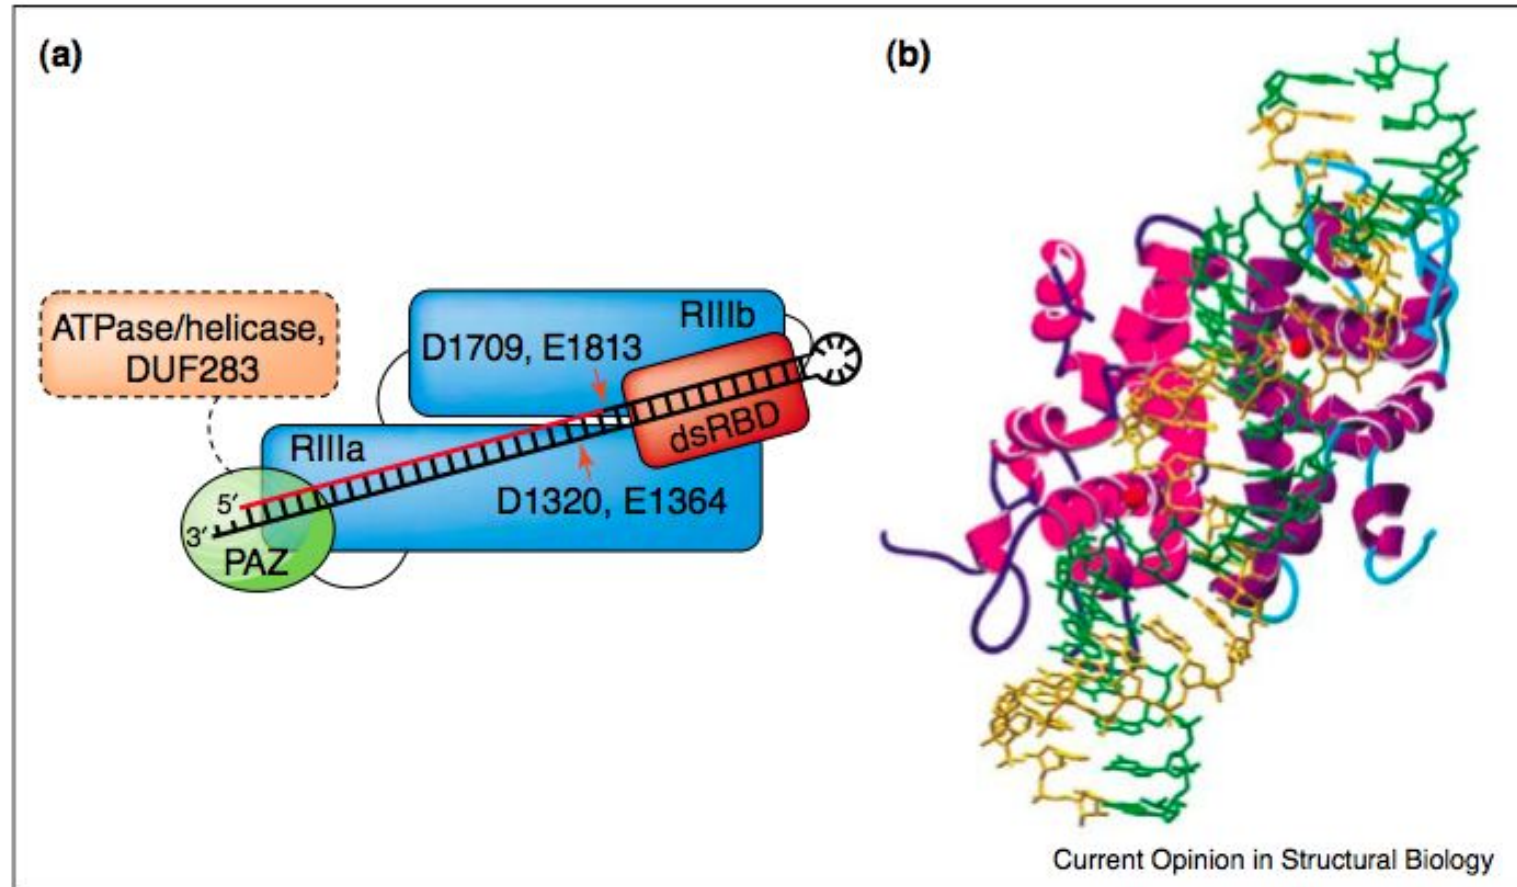 (a)
(b)
ATPase/helicase,
DUF283
RIIIb
D1709, E1813
dsRBD
RIIIa
D1320, E1364
5′
3′
PAZ
Current Opinion in Structural Biology